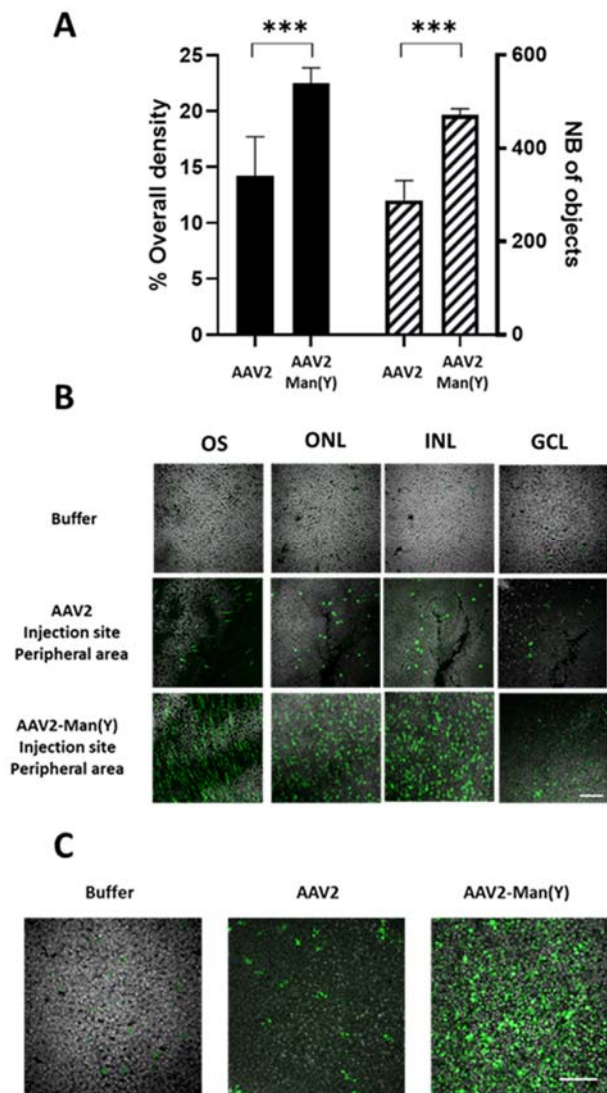 A
***
***
% Overall density
25
20
15
10
5
0
600
400
200
0
NB of objects
AAV2
AAV2
Man(Y)
AAV2
AAV2
Man(Y)
B
OS
ONL
INL
GCL
Buffer
AAV2
Injection site
Peripheral area
AAV2-Man(Y)
Injection site
Peripheral area
C
Buffer
AAV2
AAV2-Man(Y)